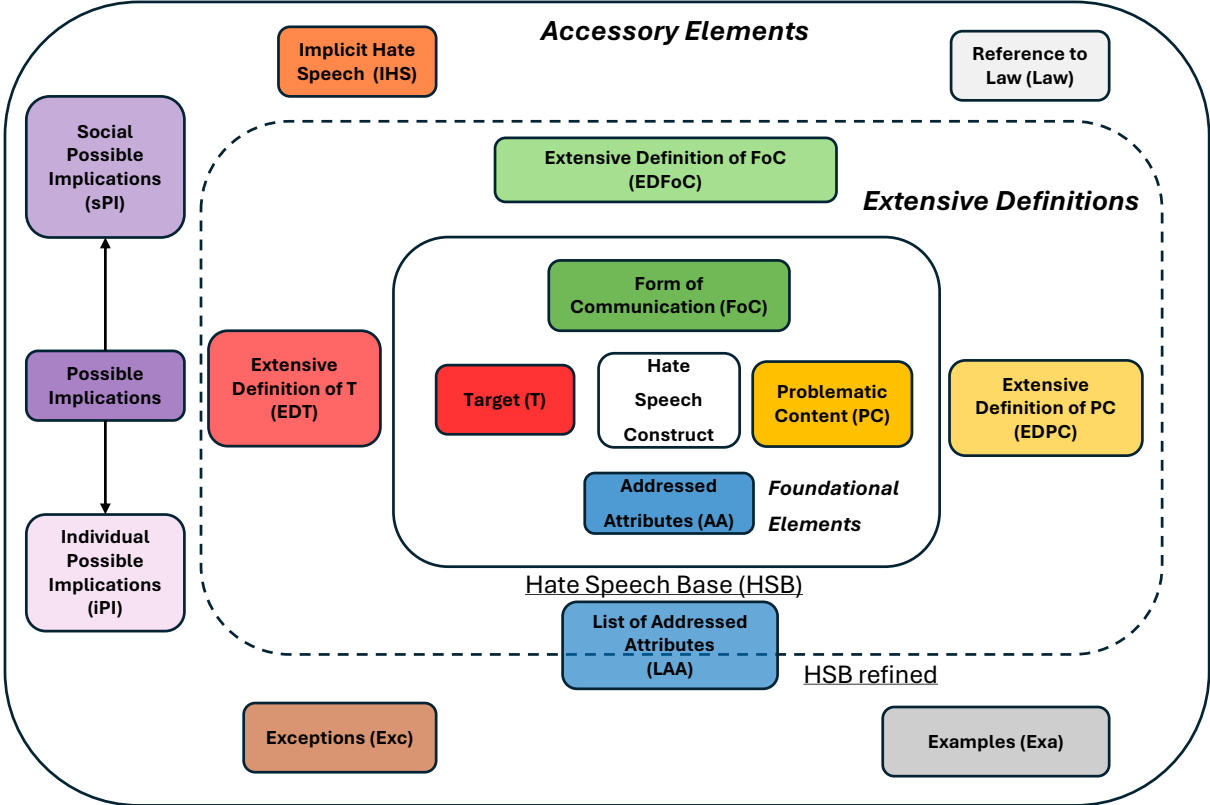 Accessory Elements
Implicit Hate
Speech (IHS)
Reference to
Law (Law)
Social
Possible
Implications
(sPI)
Extensive Definition of FoC
(EDFoC)
Extensive Definitions
Form of
Communication (FoC)
Possible
Implications
Extensive
Definition of T
(EDT)
Target (T)
Hate
Speech
Construct
Problematic
Content (PC)
Extensive
Definition of PC
(EDPC)
Addressed
Attributes (AA)
Foundational
Elements
Individual
Possible
Implications
(iPI)
Hate Speech Base (HSB)
List of Addressed
Attributes
(LAA)
HSB refined
Exceptions (Exc)
Examples (Exa)